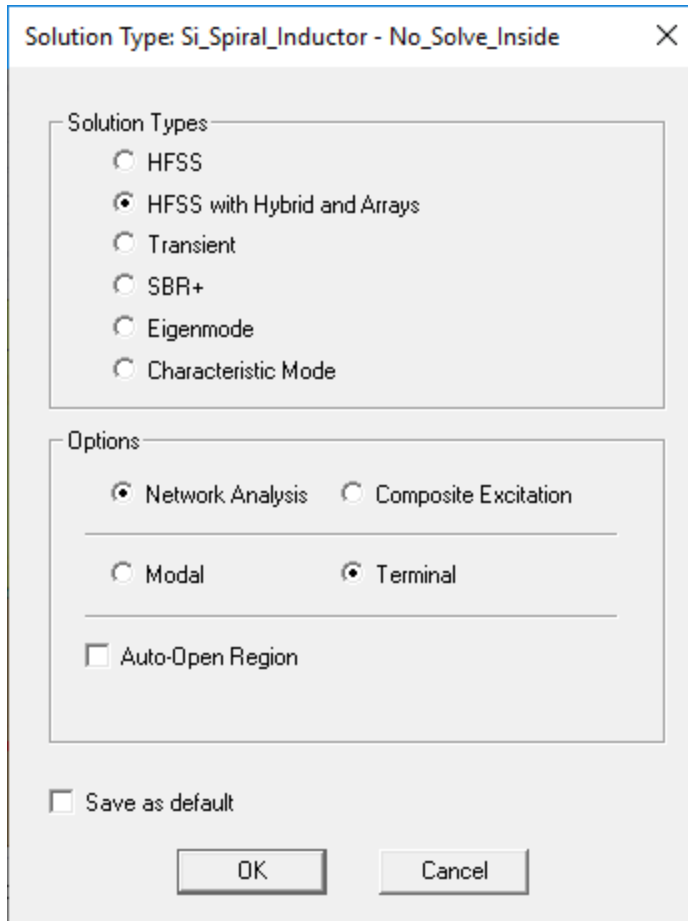 Solution Type: Si_Spiral_Inductor - No_Solve_Inside
Solution Types
HFSS
HFSS with Hybrid and Arrays
Transient
SBR+
Eigenmode
Characteristic Mode
Options
Network Analysis Composite Excitation
Modal Terminal
Auto-Open Region
Save as default
OK Cancel